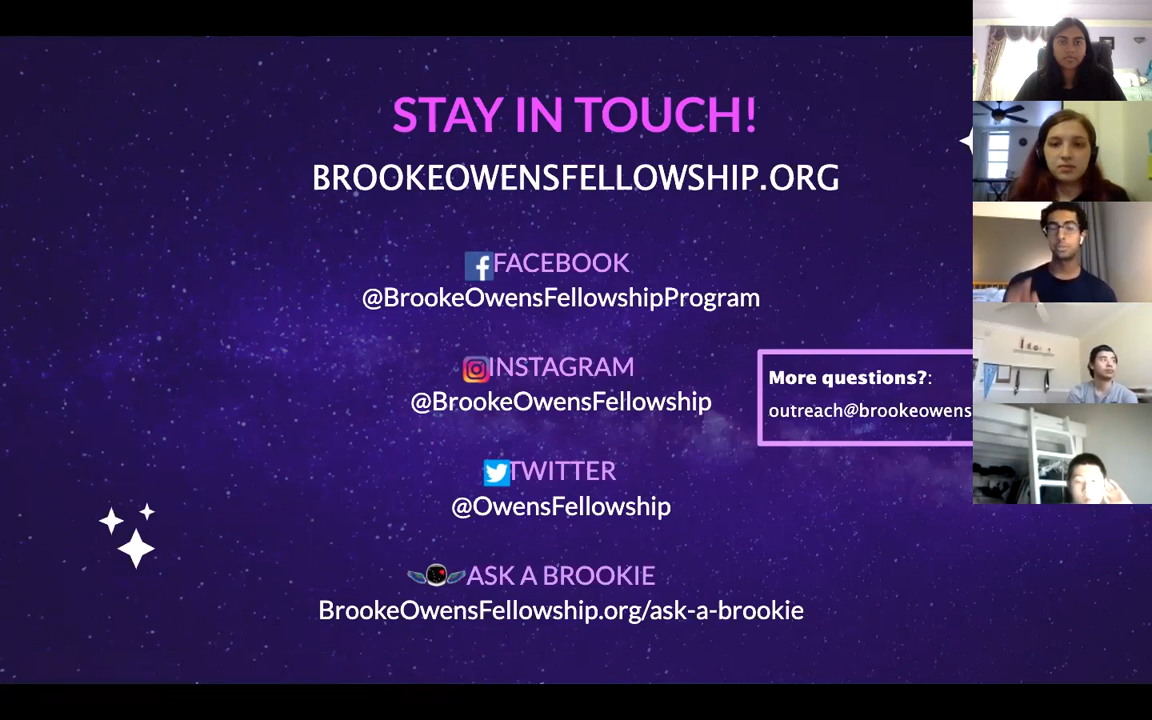 STAY IN TOUCH!
BROOKEOWENSFELLOWSHIP.ORG
FACEBOOK
@BrookeOwensFellowshipProgram
INSTAGRAM
@BrookeOwensFellowship
TWITTER
@OwensFellowship
ASK A BROOKIE
BrookeOwensFellowship.org/ask-a-brookie
More questions?:
outreach@brookeowens